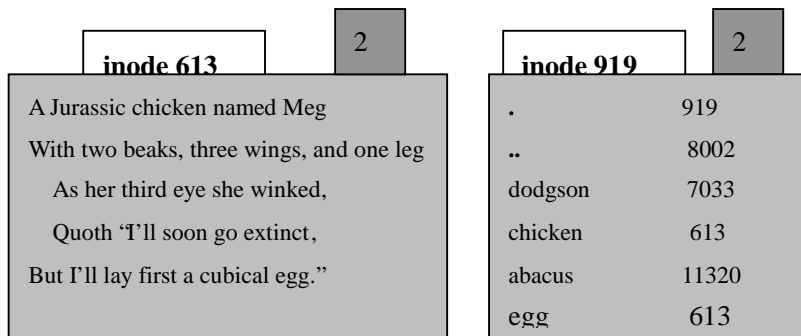 inode 613
2
A Jurassic chicken named Meg
With two beaks, three wings, and one leg
As her third eye she winked,
Quoth “I’ll soon go extinct,
But I’ll lay first a cubical egg.”
inode 919
2
. 919
.. 8002
dodgson 7033
chicken 613
abacus 11320
egg 613